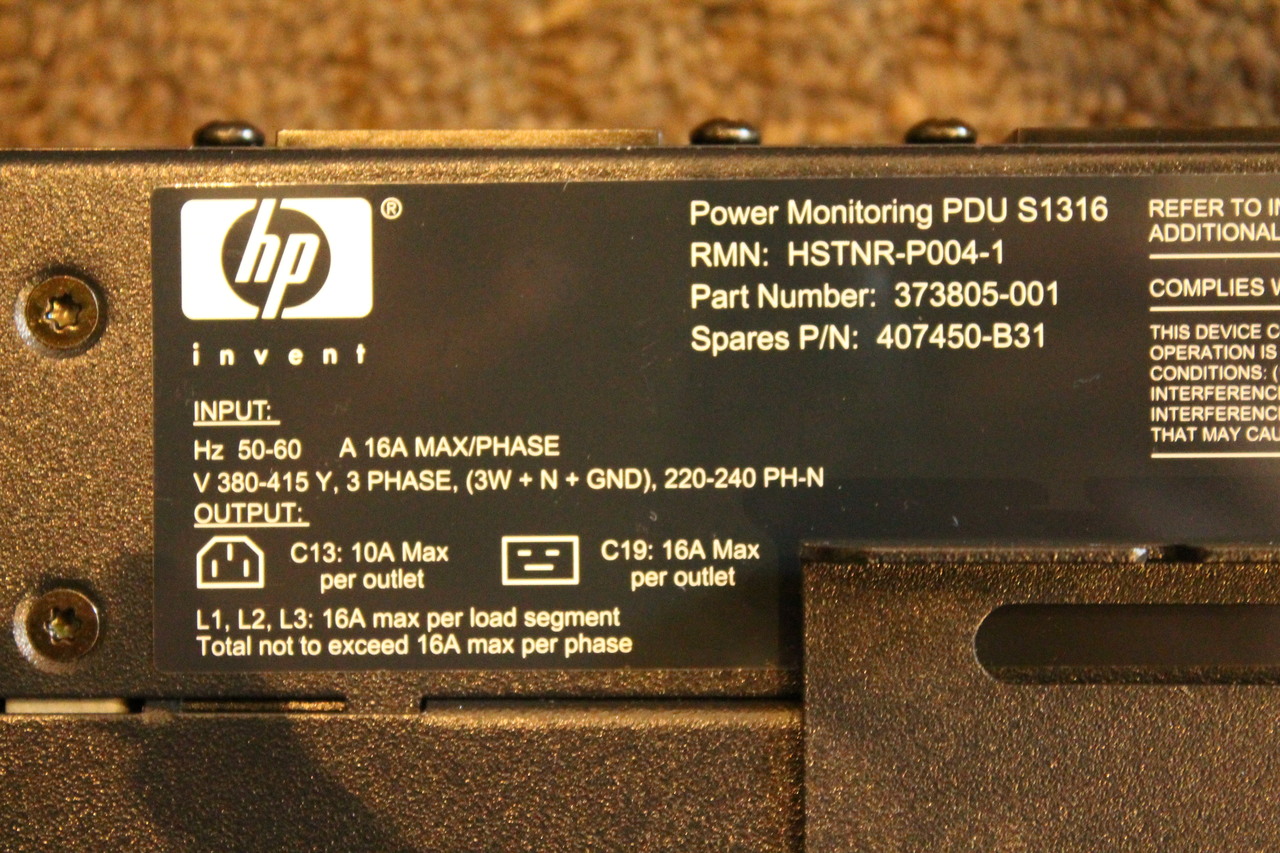 hp ®
invent
Power Monitoring PDU S1316
RMN: HSTNR-P004-1
Part Number: 373805-001
Spares P/N: 407450-B31
INPUT:
Hz 50-60 A 16A MAX/PHASE
V 380-415 Y, 3 PHASE, (3W + N + GND), 220-240 PH-N
OUTPUT:
C13: 10A Max
per outlet
C19: 16A Max
per outlet
L1, L2, L3: 16A max per load segment
Total not to exceed 16A max per phase
REFER TO
ADDITIONAL
COMPLIES
THIS DEVICE
OPERATION IS
CONDITIONS: (
INTERFERENC
INTERFERENC
THAT MAY CAU